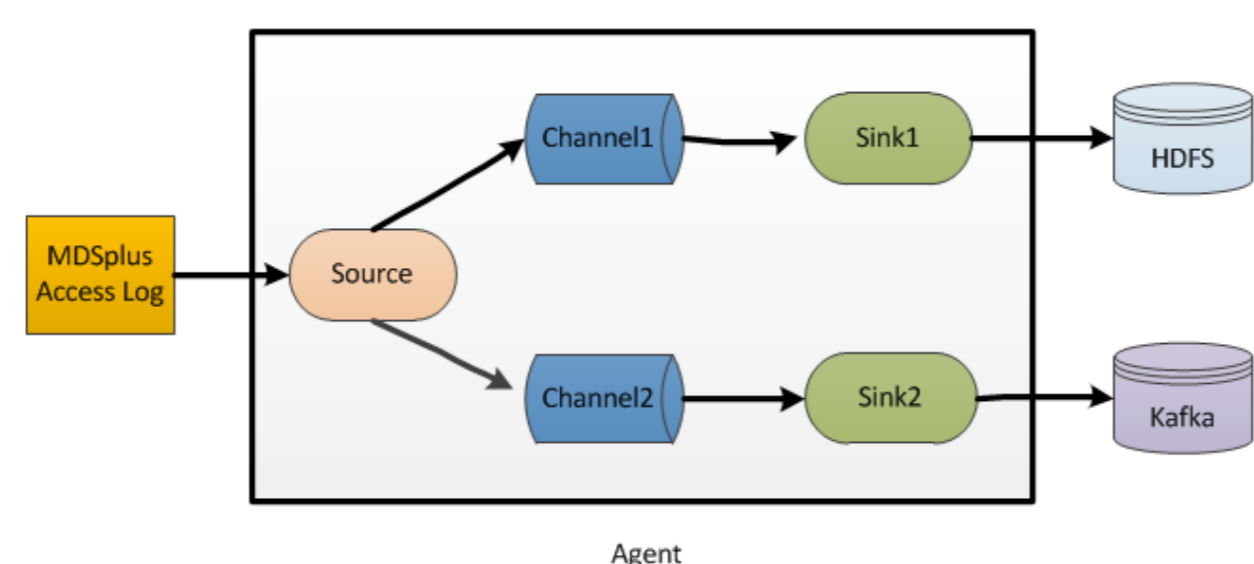 MDSplus
Access Log
Source
Channel1
Sink1
HDFS
Channel2
Sink2
Kafka
Agent